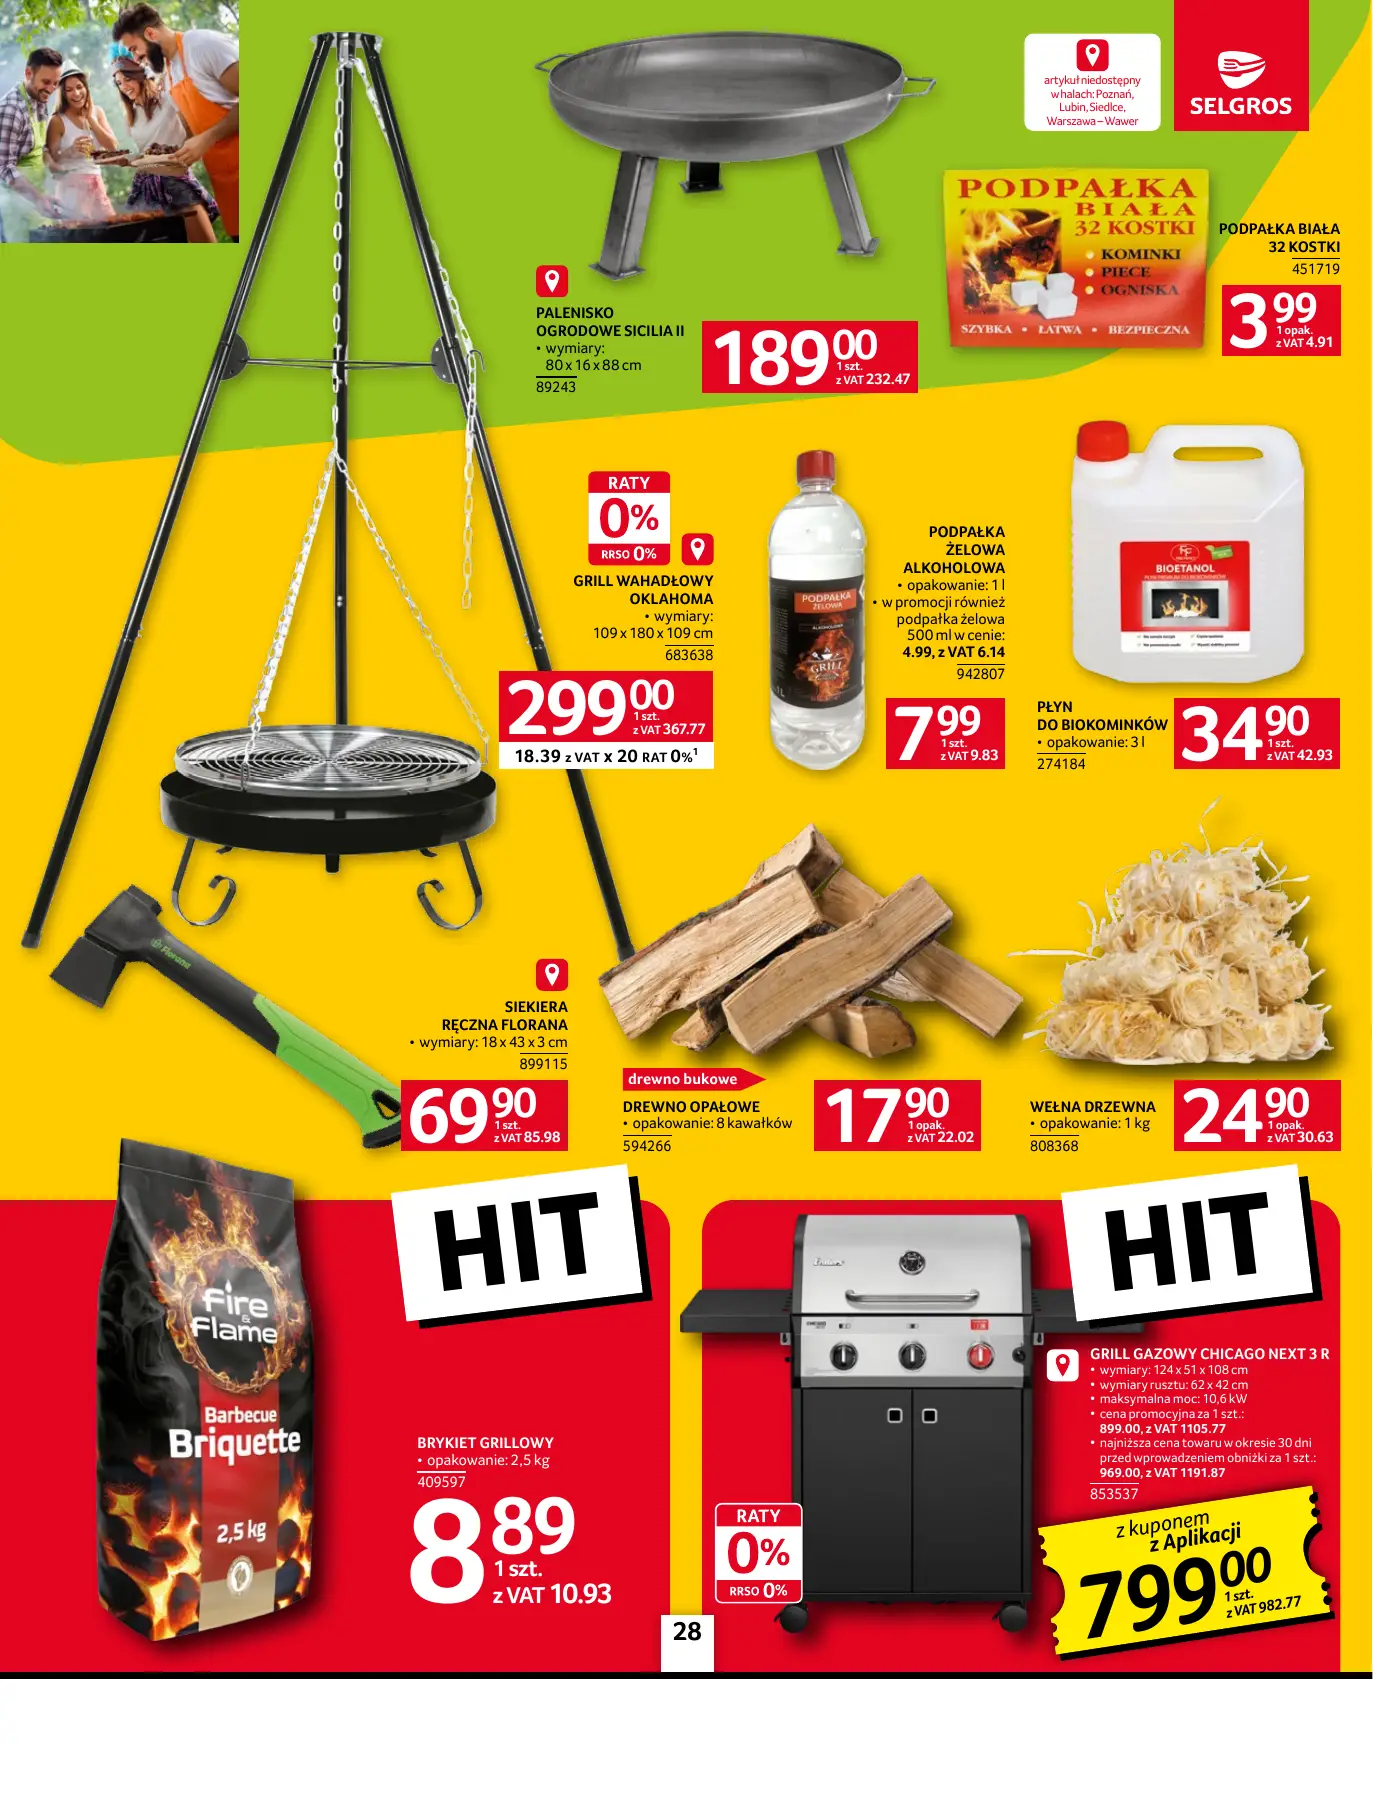 artykuł niedostępny
w halach: Poznań,
Lubin, Siedlce,
Warszawa – Wawer
SELGROS
PODPAŁKA
BIAŁA
32 KOSTKI
• KOMINKI
• PIECE
• OGNISKA
SZYBKA • ŁATWA • BEZPIECZNA
PODPAŁKA BIAŁA
32 KOSTKI
451719
3 99
1 opak.
z VAT 4.91
PALENISKO
OGRODOWE SICILIA II
• wymiary:
80 x 16 x 88 cm
89243
189 00
1 szt.
z VAT 232.47
RATY
0%
RRSO 0%
GRILL WAHADŁOWY
OKLAHOMA
• wymiary:
109 x 180 x 109 cm
683638
299 00
1 szt.
z VAT 367.77
18.39 z VAT x 20 RAT 0%¹
PODPAŁKA
ŻELOWA
ALKOHOLOWA
GRILL
1L
PODPAŁKA
ŻELOWA
ALKOHOLOWA
• opakowanie: 1 l
• w promocji również
podpałka żelowa
500 ml w cenie:
4.99, z VAT 6.14
942807
7 99
1 szt.
z VAT 9.83
BIOETANOL
PŁYN
DO BIOKOMINKÓW
• opakowanie: 3 l
274184
34 90
1 szt.
z VAT 42.93
Florana
SIEKIERA
RĘCZNA FLORANA
• wymiary: 18 x 43 x 3 cm
899115
69 90
1 szt.
z VAT 85.98
drewno bukowe
DREWNO OPAŁOWE
• opakowanie: 8 kawałków
594266
17 90
1 opak.
z VAT 22.02
WEŁNA DRZEWNA
• opakowanie: 1 kg
808368
24 90
1 opak.
z VAT 30.63
HIT
fire
&
flame
Barbecue
Briquette
2,5 kg
BRYKIET GRILLOWY
• opakowanie: 2,5 kg
409597
8 89
1 szt.
z VAT 10.93
HIT
GRILL GAZOWY CHICAGO NEXT 3 R
• wymiary: 124 x 51 x 108 cm
• wymiary rusztu: 62 x 42 cm
• maksymalna moc: 10,6 kW
• cena promocyjna za 1 szt.:
899.00, z VAT 1105.77
• najniższa cena towaru w okresie 30 dni
przed wprowadzeniem obniżki za 1 szt.:
969.00, z VAT 1191.87
853537
RATY
0%
RRSO 0%
z kuponem
z Aplikacji
799 00
1 szt.
z VAT 982.77
28